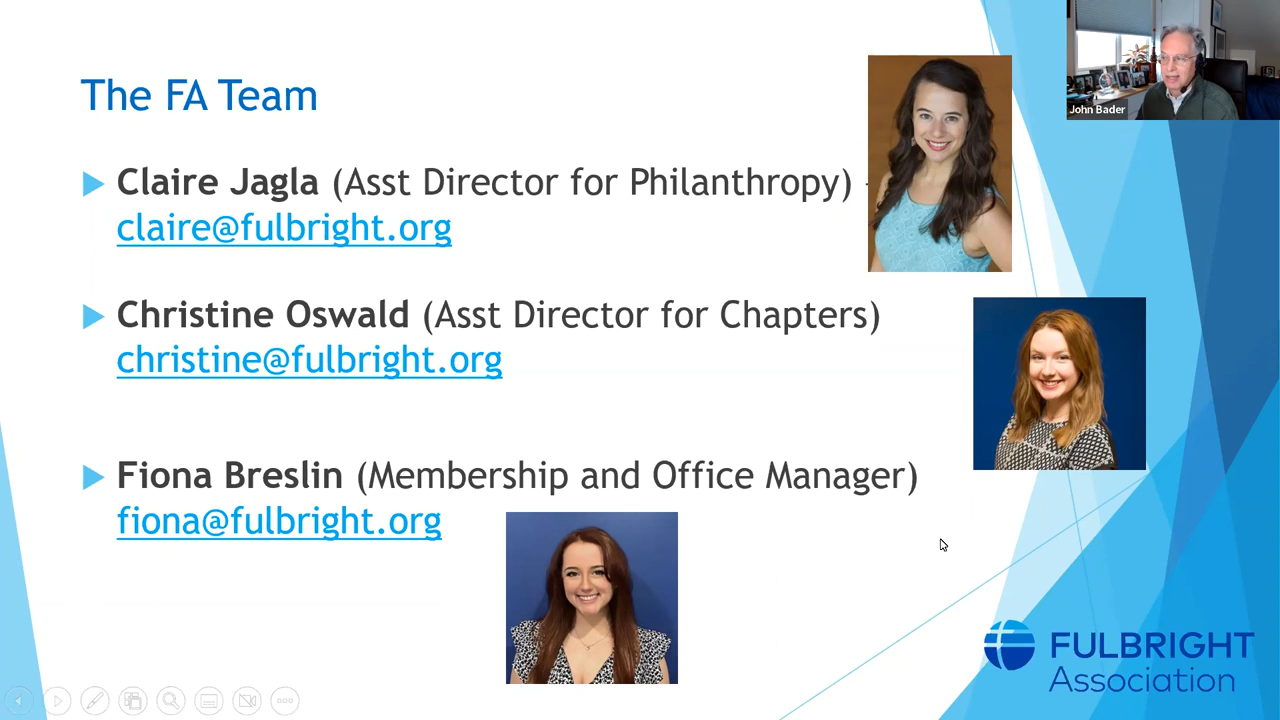 The FA Team
John Bader
Claire Jagla (Asst Director for Philanthropy) -
claire@fulbright.org
Christine Oswald (Asst Director for Chapters)
christine@fulbright.org
Fiona Breslin (Membership and Office Manager)
fiona@fulbright.org
FULBRIGHT
Association